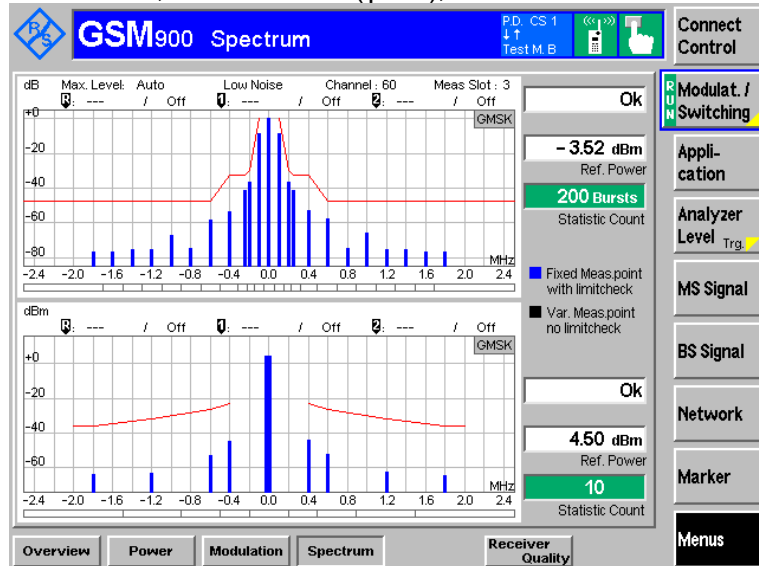 R/S
GSM900 Spectrum
P.D. CS 1
↓↑
Test M. B
Connect Control
dB Max. Level: Auto Low Noise Channel : 60 Meas Slot : 3
R: --- / Off 1: --- / Off 2: --- / Off
GMSK
+0
-20
-40
-60
-80
MHz
-2.4 -2.0 -1.6 -1.2 -0.8 -0.4 0.0 0.4 0.8 1.2 1.6 2.0 2.4
Ok
-3.52 dBm
Ref. Power
200 Bursts
Statistic Count
Fixed Meas.point
with limitcheck
Var. Meas.point
no limitcheck
dBm
R: --- / Off 1: --- / Off 2: --- / Off
GMSK
+0
-20
-40
-60
MHz
-2.4 -2.0 -1.6 -1.2 -0.8 -0.4 0.0 0.4 0.8 1.2 1.6 2.0 2.4
Ok
4.50 dBm
Ref. Power
10
Statistic Count
RUN
Modulat. /
Switching
Appli-
cation
Analyzer
Level Trg.
MS Signal
BS Signal
Network
Marker
Menus
Overview
Power
Modulation
Spectrum
Receiver
Quality